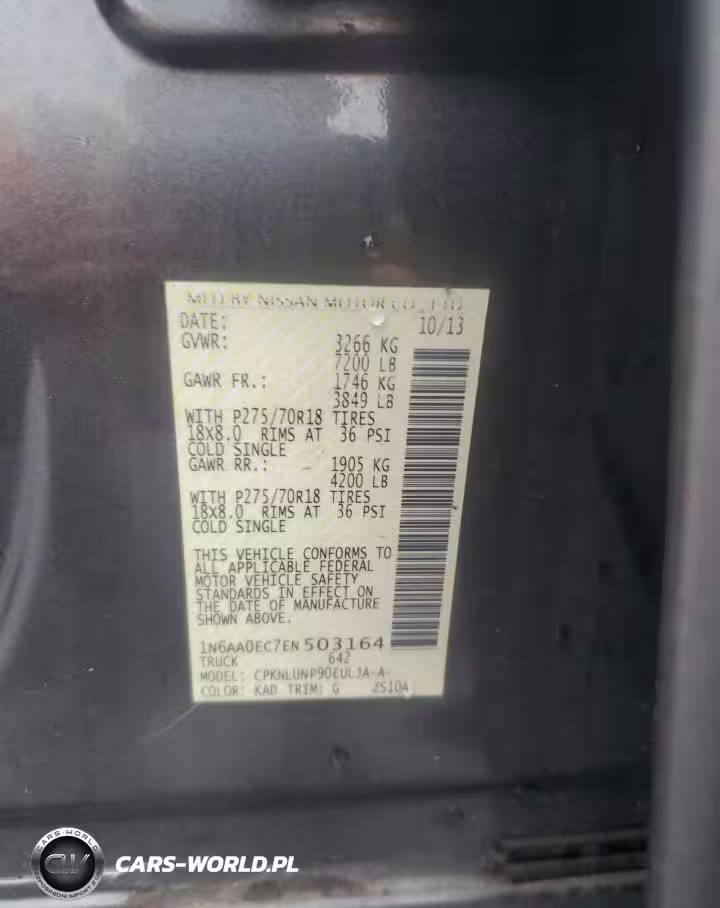 MFD BY NISSAN MOTOR CO., LTD
DATE: 10/13
GVWR: 3266 KG
7200 LB
GAWR FR.: 1746 KG
3849 LB
WITH P275/70R18 TIRES
18X8.0 RIMS AT 36 PSI
COLD SINGLE
GAWR RR.: 1905 KG
4200 LB
WITH P275/70R18 TIRES
18X8.0 RIMS AT 36 PSI
COLD SINGLE
THIS VEHICLE CONFORMS TO
ALL APPLICABLE FEDERAL
MOTOR VEHICLE SAFETY
STANDARDS IN EFFECT ON
THE DATE OF MANUFACTURE
SHOWN ABOVE.
1N6AA0EC7EN503164
TRUCK 642
MODEL: CPKNLUNP90EULJA-A-
COLOR: KAD TRIM: G ZS10A
CARS-WORLD
CW
CARS-WORLD.PL